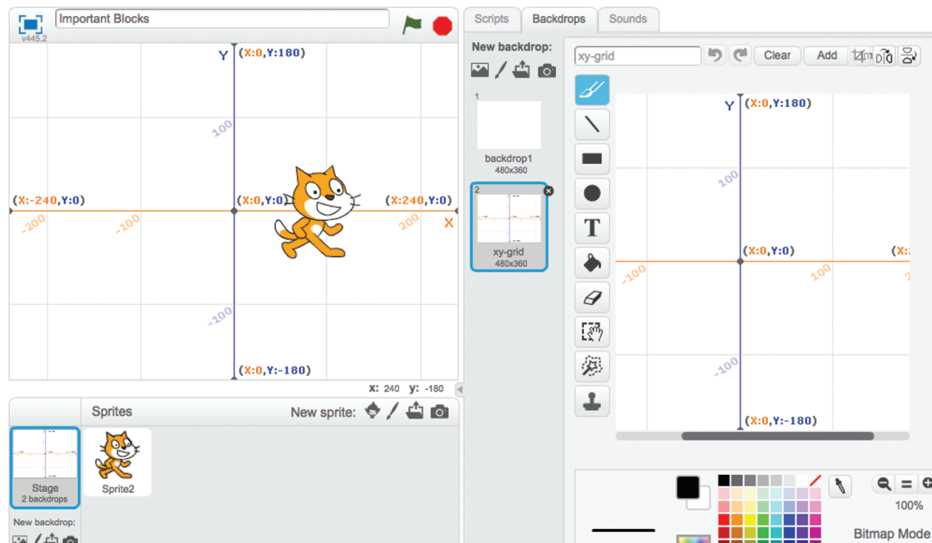 Important Blocks
v445.2
Y (X:0,Y:180)
100
(X:-240,Y:0) (X:0,Y:0) (X:240,Y:0)
-200 -100 200 X
-100
(X:0,Y:-180)
x: 240 y: -180
Sprites New sprite:
Stage
2 backdrops
New backdrop:
Sprite2
Scripts Backdrops Sounds
New backdrop:
1
backdrop1
480x360
2
xy-grid
480x360
xy-grid Clear Add
Y (X:0,Y:180)
100
(X:0,Y:0) (X:
-100 100
-100
(X:0,Y:-180)
T
100%
Bitmap Mode